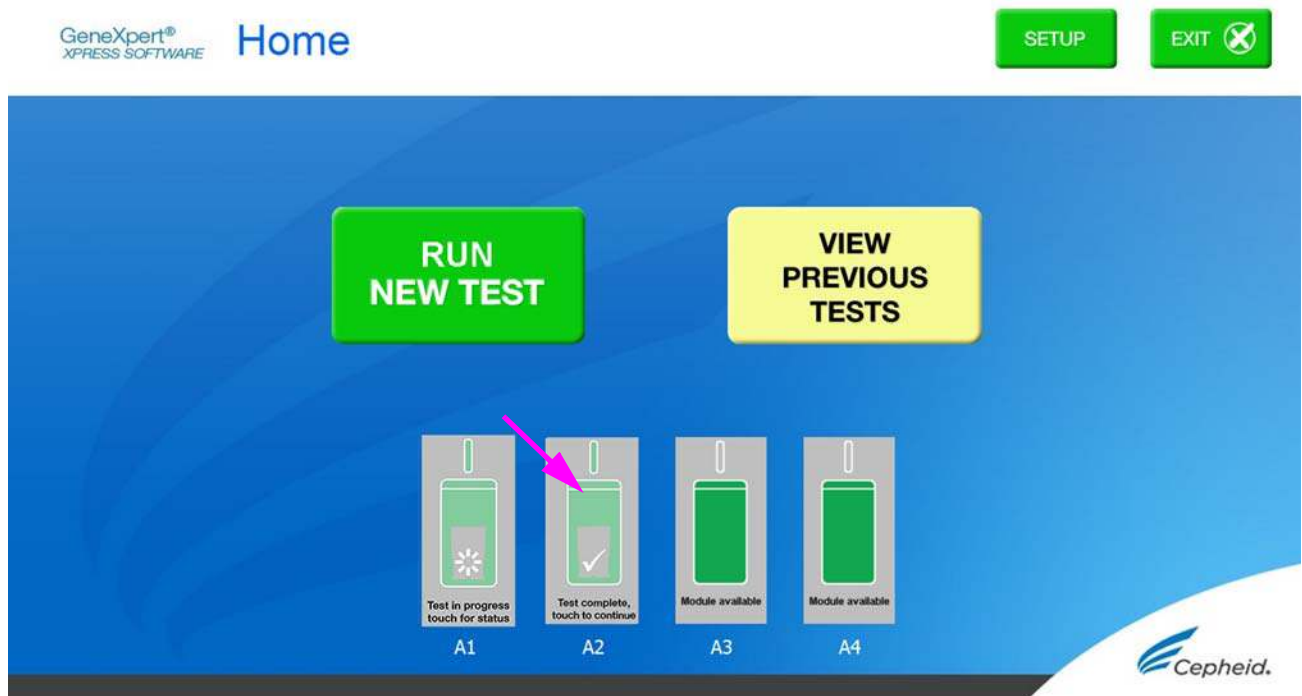 GeneXpert®
XPRESS SOFTWARE
Home
SETUP
EXIT
RUN
NEW TEST
VIEW
PREVIOUS
TESTS
Test in progress
touch for status
Test complete,
touch to continue
Module available
Module available
A1
A2
A3
A4
Cepheid.